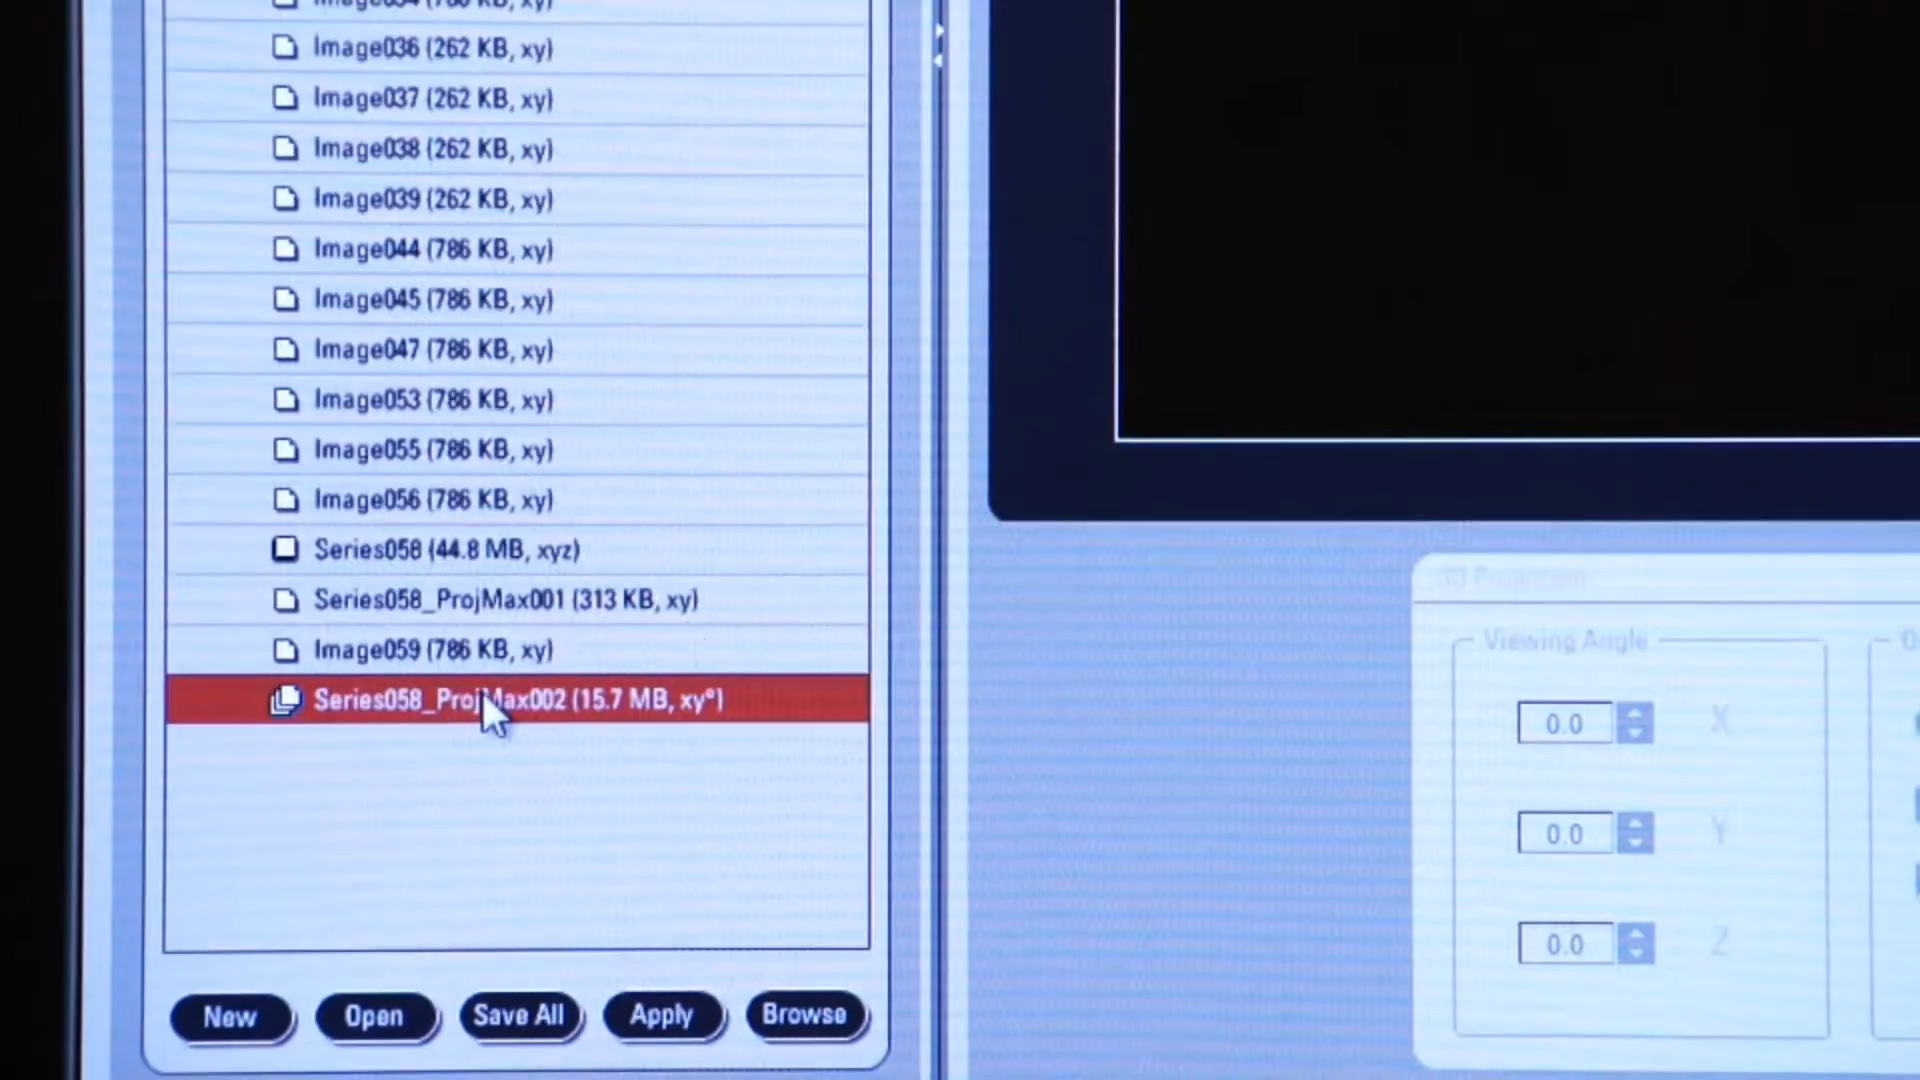 Image036 (262 KB, xy)
Image037 (262 KB, xy)
Image038 (262 KB, xy)
Image039 (262 KB, xy)
Image044 (786 KB, xy)
Image045 (786 KB, xy)
Image047 (786 KB, xy)
Image053 (786 KB, xy)
Image055 (786 KB, xy)
Image056 (786 KB, xy)
Series058 (44.8 MB, xyz)
Series058_ProjMax001 (313 KB, xy)
Image059 (786 KB, xy)
Series058_ProjMax002 (15.7 MB, xy°)
New Open Save All Apply Browse
3D Projection
Viewing Angle
0.0 X
0.0 Y
0.0 Z